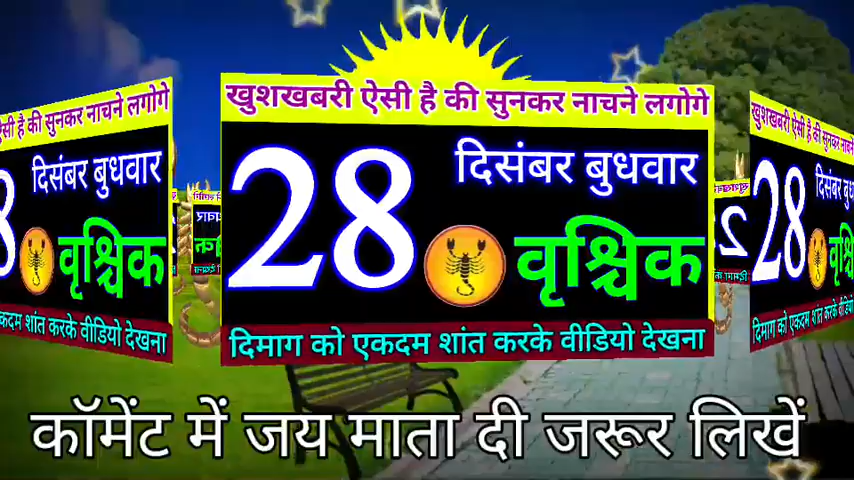 खुशखबरी ऐसी है की सुनकर नाचने लगोगे
28 दिसंबर बुधवार
वृश्चिक
दिमाग को एकदम शांत करके वीडियो देखना
कॉमेंट में जय माता दी जरूर लिखें